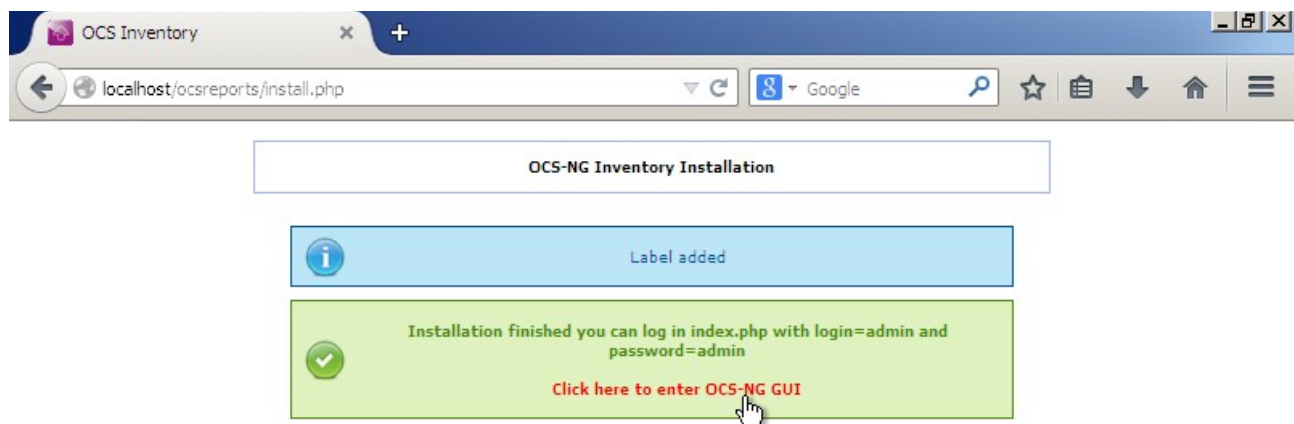 OCS Inventory
localhost/ocsreports/install.php
Google
OCS-NG Inventory Installation
Label added
Installation finished you can log in index.php with login=admin and
password=admin
Click here to enter OCS-NG GUI